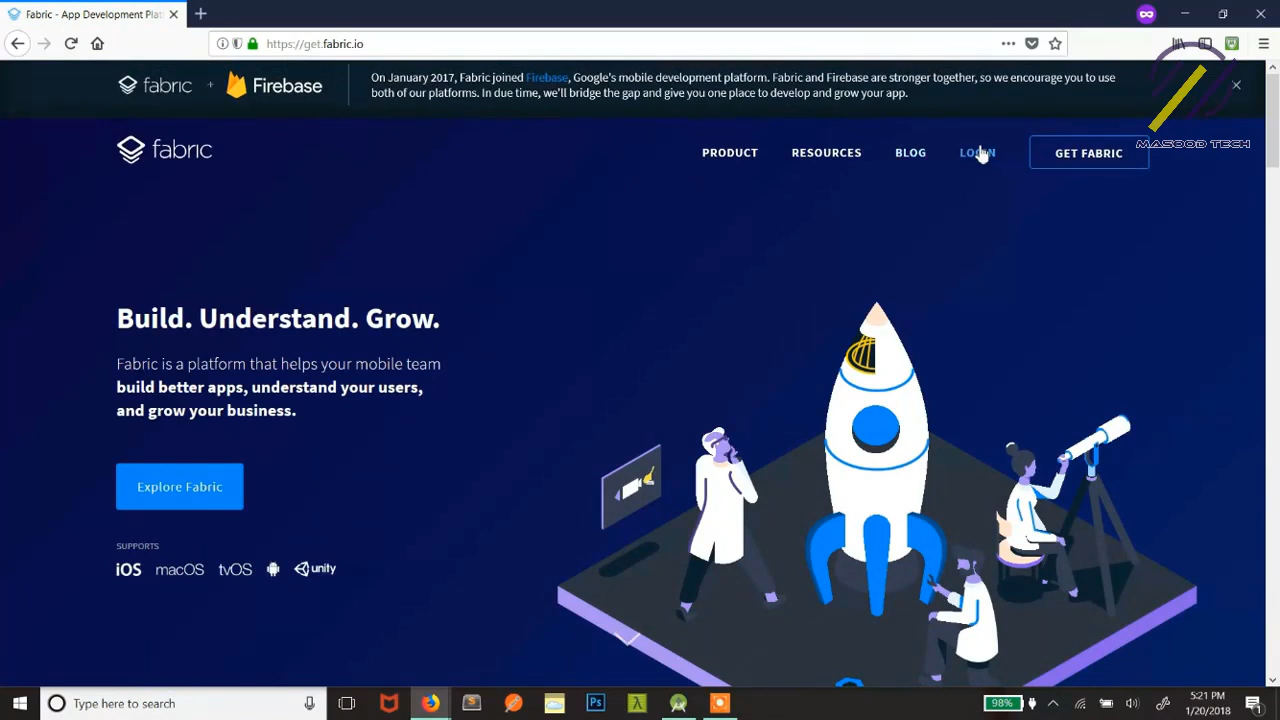 Fabric - App Development Plat
https://get.fabric.io
fabric + Firebase
On January 2017, Fabric joined Firebase, Google's mobile development platform. Fabric and Firebase are stronger together, so we encourage you to use
both of our platforms. In due time, we'll bridge the gap and give you one place to develop and grow your app.
MASOOD TECH
fabric
PRODUCT
RESOURCES
BLOG
LOGIN
GET FABRIC
Build. Understand. Grow.
Fabric is a platform that helps your mobile team
build better apps, understand your users,
and grow your business.
Explore Fabric
SUPPORTS
iOS macOS tvOS unity
Type here to search
Ps
98%
5:21 PM
1/20/2018